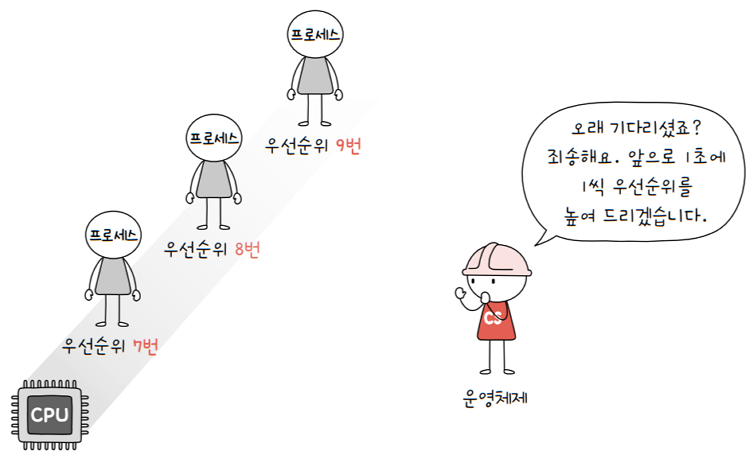 프로세스
우선순위 9번
프로세스
우선순위 8번
프로세스
우선순위 7번
CPU
오래 기다리셨죠?
죄송해요. 앞으로 1초에
1씩 우선순위를
높여 드리겠습니다.
CS
운영체제